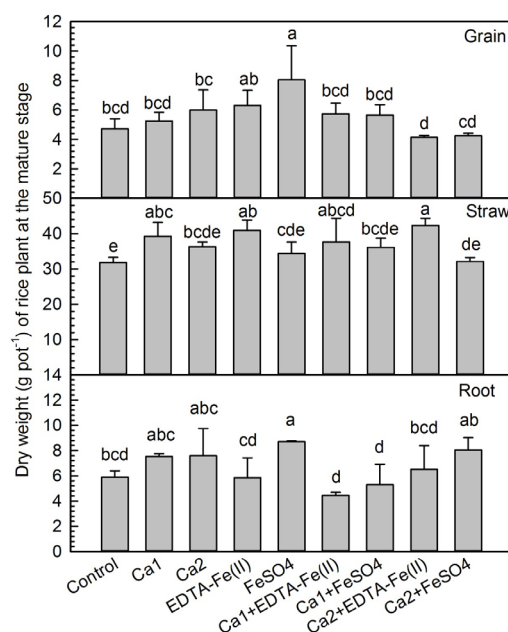 Dry weight (g pot-1) of rice plant at the mature stage
12
10
8
6
4
2
Grain
bcd bcd bc ab a bcd bcd d cd
50
40
30
20
Straw
e abc bcde ab cde abcd bcde a de
14
12
10
8
6
4
2
0
Root
bcd abc abc cd a d d bcd ab
Control
Ca1
Ca2
EDTA-Fe(II)
FeSO4
Ca1+EDTA-Fe(II)
Ca1+FeSO4
Ca2+EDTA-Fe(II)
Ca2+FeSO4